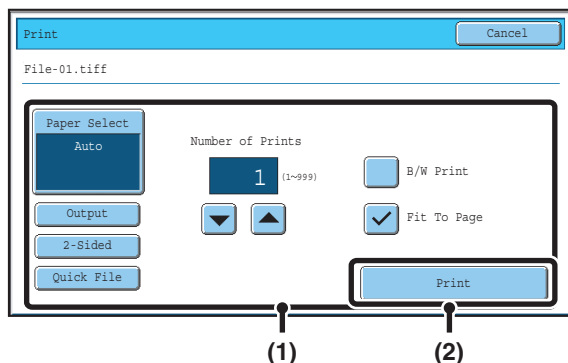 Print
Cancel
File-01.tiff
Paper Select
Auto
Number of Prints
1 (1~999)
B/W Print
Output
Fit To Page
2-Sided
Quick File
Print
(1)
(2)